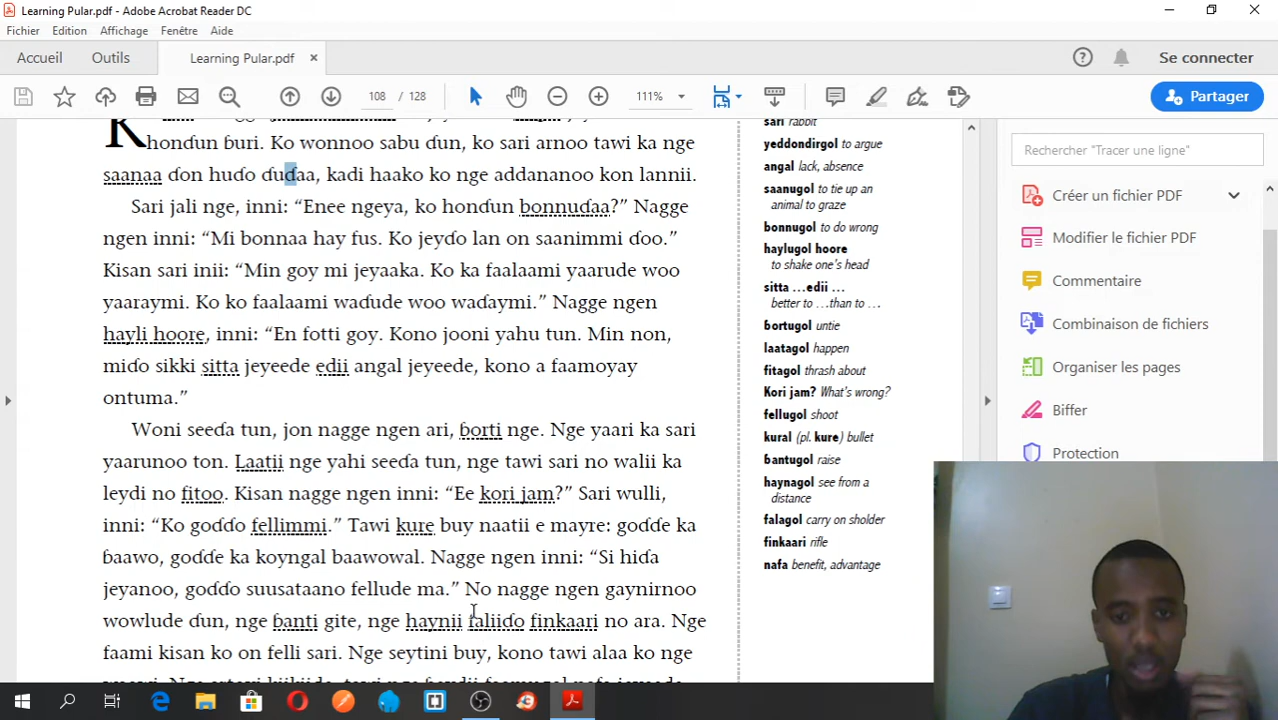 Learning Pular.pdf - Adobe Acrobat Reader DC
Fichier Edition Affichage Fenêtre Aide
Accueil Outils Learning Pular.pdf × Se connecter
108 / 128 111% Partager
K
honɗun ɓuri. Ko wonnoo sabu ɗun, ko sari arnoo tawi ka nge
saanaa ɗon huɗo ɗuɗaa, kadi haako ko nge addananoo kon lannii.
Sari jali nge, inni: “Enee ngeya, ko honɗun bonnuɗaa?” Nagge
ngen inni: “Mi bonnaa hay fus. Ko jeyɗo lan on saanimmi ɗoo.”
Kisan sari inii: “Min goy mi jeyaaka. Ko ka faalaami yaarude woo
yaaraymi. Ko ko faalaami waɗude woo waɗaymi.” Nagge ngen
hayli hoore, inni: “En fotti goy. Kono jooni yahu tun. Min non,
miɗo sikki sitta jeyeede edii angal jeyeede, kono a faamoyay
ontuma.”
Woni seeɗa tun, jon nagge ngen ari, ɓorti nge. Nge yaari ka sari
yaarunoo ton. Laatii nge yahi seeɗa tun, nge tawi sari no walii ka
leydi no fitoo. Kisan nagge ngen inni: “Ee kori jam?” Sari wulli,
inni: “Ko goɗɗo fellimmi.” Tawi kure buy naatii e mayre: goɗɗe ka
ɓaawo, goɗɗe ka koyngal baawowal. Nagge ngen inni: “Si hiɗa
jeyanoo, goɗɗo suusataano fellude ma.” No nagge ngen gaynirnoo
wowlude ɗun, nge ɓanti gite, nge haynii faliiɗo finkaari no ara. Nge
faami kisan ko on felli sari. Nge seytini buy, kono tawi alaa ko nge
sari rabbit
yeddondirgol to argue
angal lack, absence
saanugol to tie up an
animal to graze
bonnugol to do wrong
haylugol hoore
to shake one's head
sitta …edii …
better to …than to …
ɓortugol untie
laatagol happen
fitagol thrash about
Kori jam? What's wrong?
fellugol shoot
kural (pl. kure) bullet
ɓantugol raise
haynagol see from a
distance
falagol carry on sholder
finkaari rifle
nafa benefit, advantage
Rechercher "Tracer une ligne"
Créer un fichier PDF
Modifier le fichier PDF
Commentaire
Combinaison de fichiers
Organiser les pages
Biffer
Protection